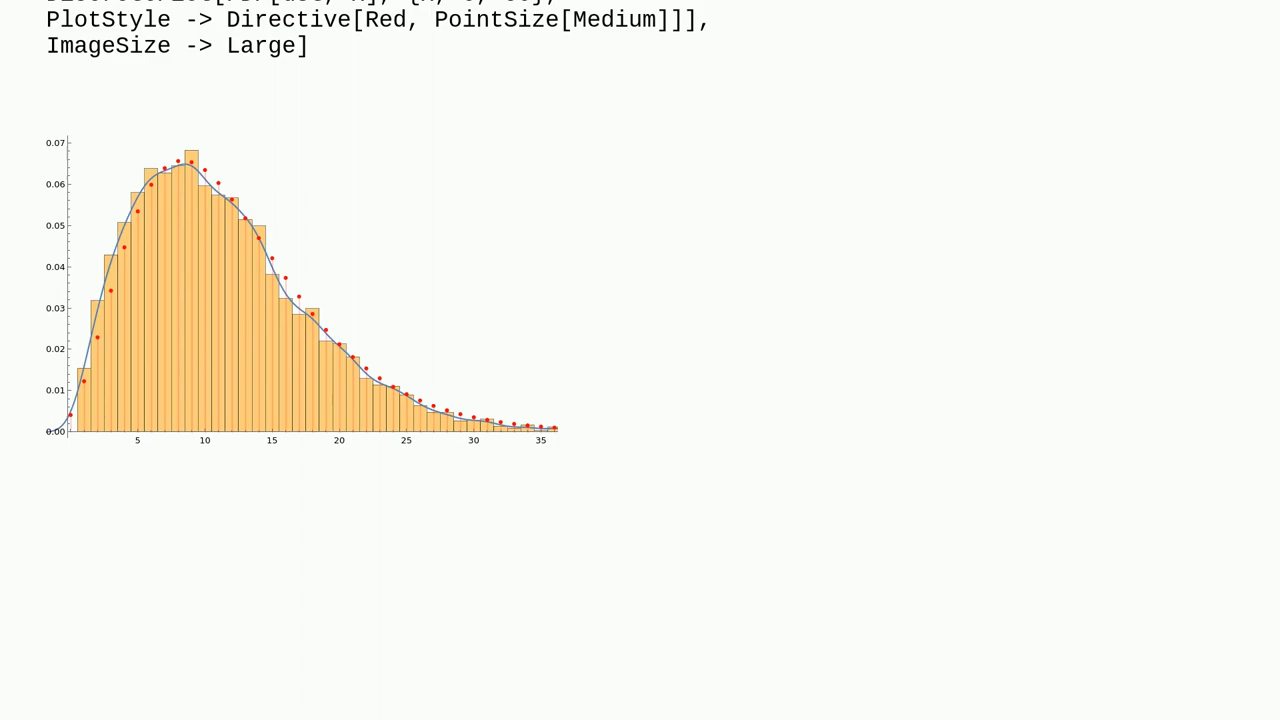 PlotStyle -> Directive[Red, PointSize[Medium]]],
ImageSize -> Large]
0.07
0.06
0.05
0.04
0.03
0.02
0.01
0.00
5 10 15 20 25 30 35